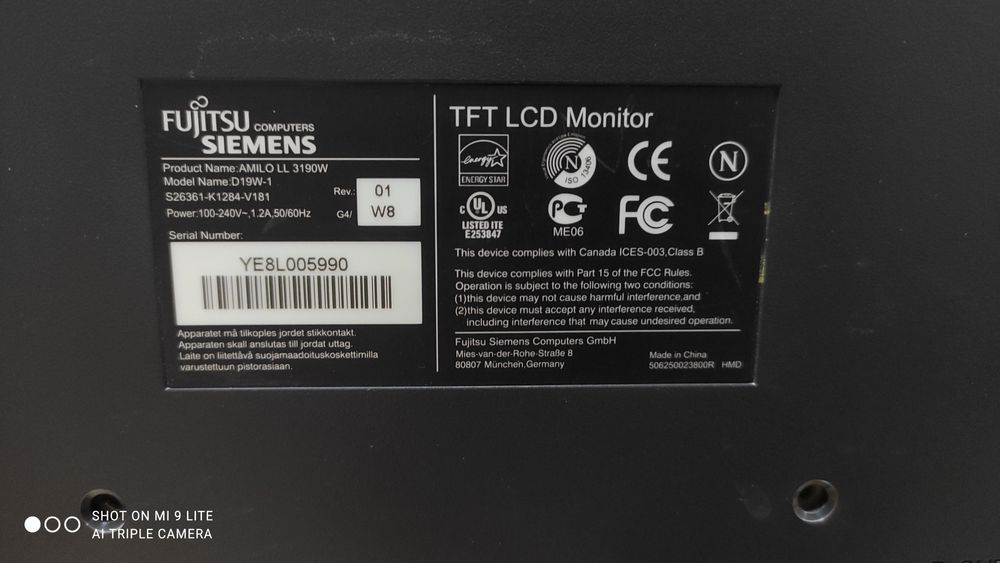 FUJITSU COMPUTERS
SIEMENS
Product Name:AMILO LL 3190W
Model Name:D19W-1
S26361-K1284-V181
Power:100-240V~,1.2A,50/60Hz
Rev.: 01
G4/ W8
Serial Number:
YE8L005990
Apparatet må tilkoples jordet stikkontakt.
Apparaten skall anslutas till jordat uttag.
Laite on liitettävä suojamaadoituskoskettimilla
varustettuun pistorasiaan.
TFT LCD Monitor
energy
ENERGY STAR
N
ISO 13406
CE
N
C UL US
LISTED ITE
E253847
ME06
FC
This device complies with Canada ICES-003,Class B
This device complies with Part 15 of the FCC Rules.
Operation is subject to the following two conditions:
(1)this device may not cause harmful interference,and
(2)this device must accept any interference received,
including interference that may cause undesired operation.
Fujitsu Siemens Computers GmbH
Mies-van-der-Rohe-Straße 8
80807 München,Germany
Made in China
506250023800R HMD
SHOT ON MI 9 LITE
AI TRIPLE CAMERA